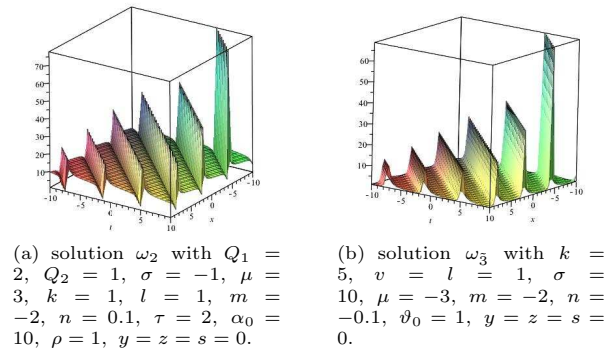 70
60
50
40
30
20
10
-10
-5
0
5
10
t
10
5
0
-5
-10
x
60
50
40
30
20
10
-10
-5
0
5
10
t
10
5
0
-5
-10
x
(a) solution ω₂ with Q₁ =
2, Q₂ = 1, σ = −1, μ =
3, k = 1, l = 1, m =
−2, n = 0.1, τ = 2, α₀ =
10, ρ = 1, y = z = s = 0.
(b) solution ω_3̄ with k =
5, v = l = 1, σ =
10, μ = −3, m = −2, n =
−0.1, ϑ₀ = 1, y = z = s =
0.